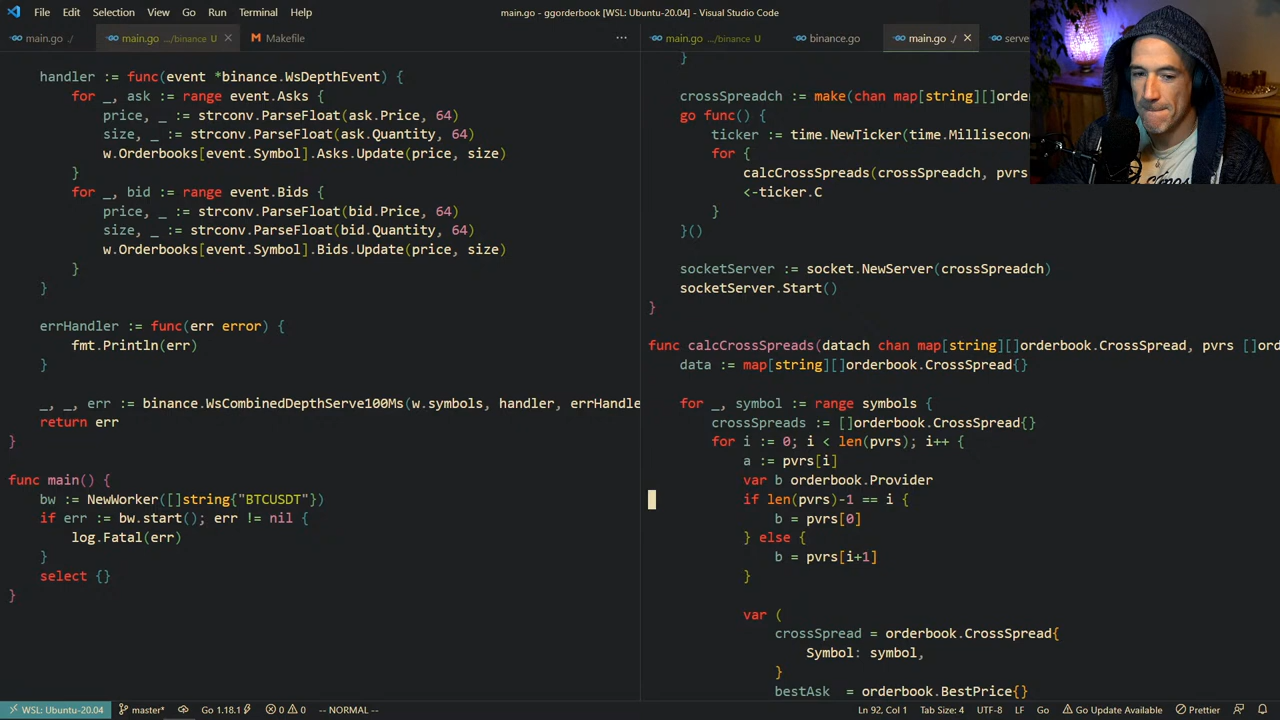 File Edit Selection View Go Run Terminal Help
main.go - ggorderbook [WSL: Ubuntu-20.04] - Visual Studio Code
main.go ./
main.go .../binance U
Makefile
handler := func(event *binance.WsDepthEvent) {
for _, ask := range event.Asks {
price, _ := strconv.ParseFloat(ask.Price, 64)
size, _ := strconv.ParseFloat(ask.Quantity, 64)
w.Orderbooks[event.Symbol].Asks.Update(price, size)
}
for _, bid := range event.Bids {
price, _ := strconv.ParseFloat(bid.Price, 64)
size, _ := strconv.ParseFloat(bid.Quantity, 64)
w.Orderbooks[event.Symbol].Bids.Update(price, size)
}
}
errHandler := func(err error) {
fmt.Println(err)
}
_, _, err := binance.WsCombinedDepthServe100Ms(w.symbols, handler, errHandle
return err
}
func main() {
bw := NewWorker([]string{"BTCUSDT"})
if err := bw.start(); err != nil {
log.Fatal(err)
}
select {}
}
main.go .../binance U
binance.go
main.go ./
serve
}
crossSpreadch := make(chan map[string][]orde
go func() {
ticker := time.NewTicker(time.Millisecon
for {
calcCrossSpreads(crossSpreadch, pvrs
<-ticker.C
}
}()
socketServer := socket.NewServer(crossSpreadch)
socketServer.Start()
}
func calcCrossSpreads(datach chan map[string][]orderbook.CrossSpread, pvrs []ord
data := map[string][]orderbook.CrossSpread{}
for _, symbol := range symbols {
crossSpreads := []orderbook.CrossSpread{}
for i := 0; i < len(pvrs); i++ {
a := pvrs[i]
var b orderbook.Provider
if len(pvrs)-1 == i {
b = pvrs[0]
} else {
b = pvrs[i+1]
}
var (
crossSpread = orderbook.CrossSpread{
Symbol: symbol,
}
bestAsk = orderbook.BestPrice{}
WSL: Ubuntu-20.04 master* Go 1.18.1 0 0 -- NORMAL -- Ln 92, Col 1 Tab Size: 4 UTF-8 LF Go Go Update Available Prettier